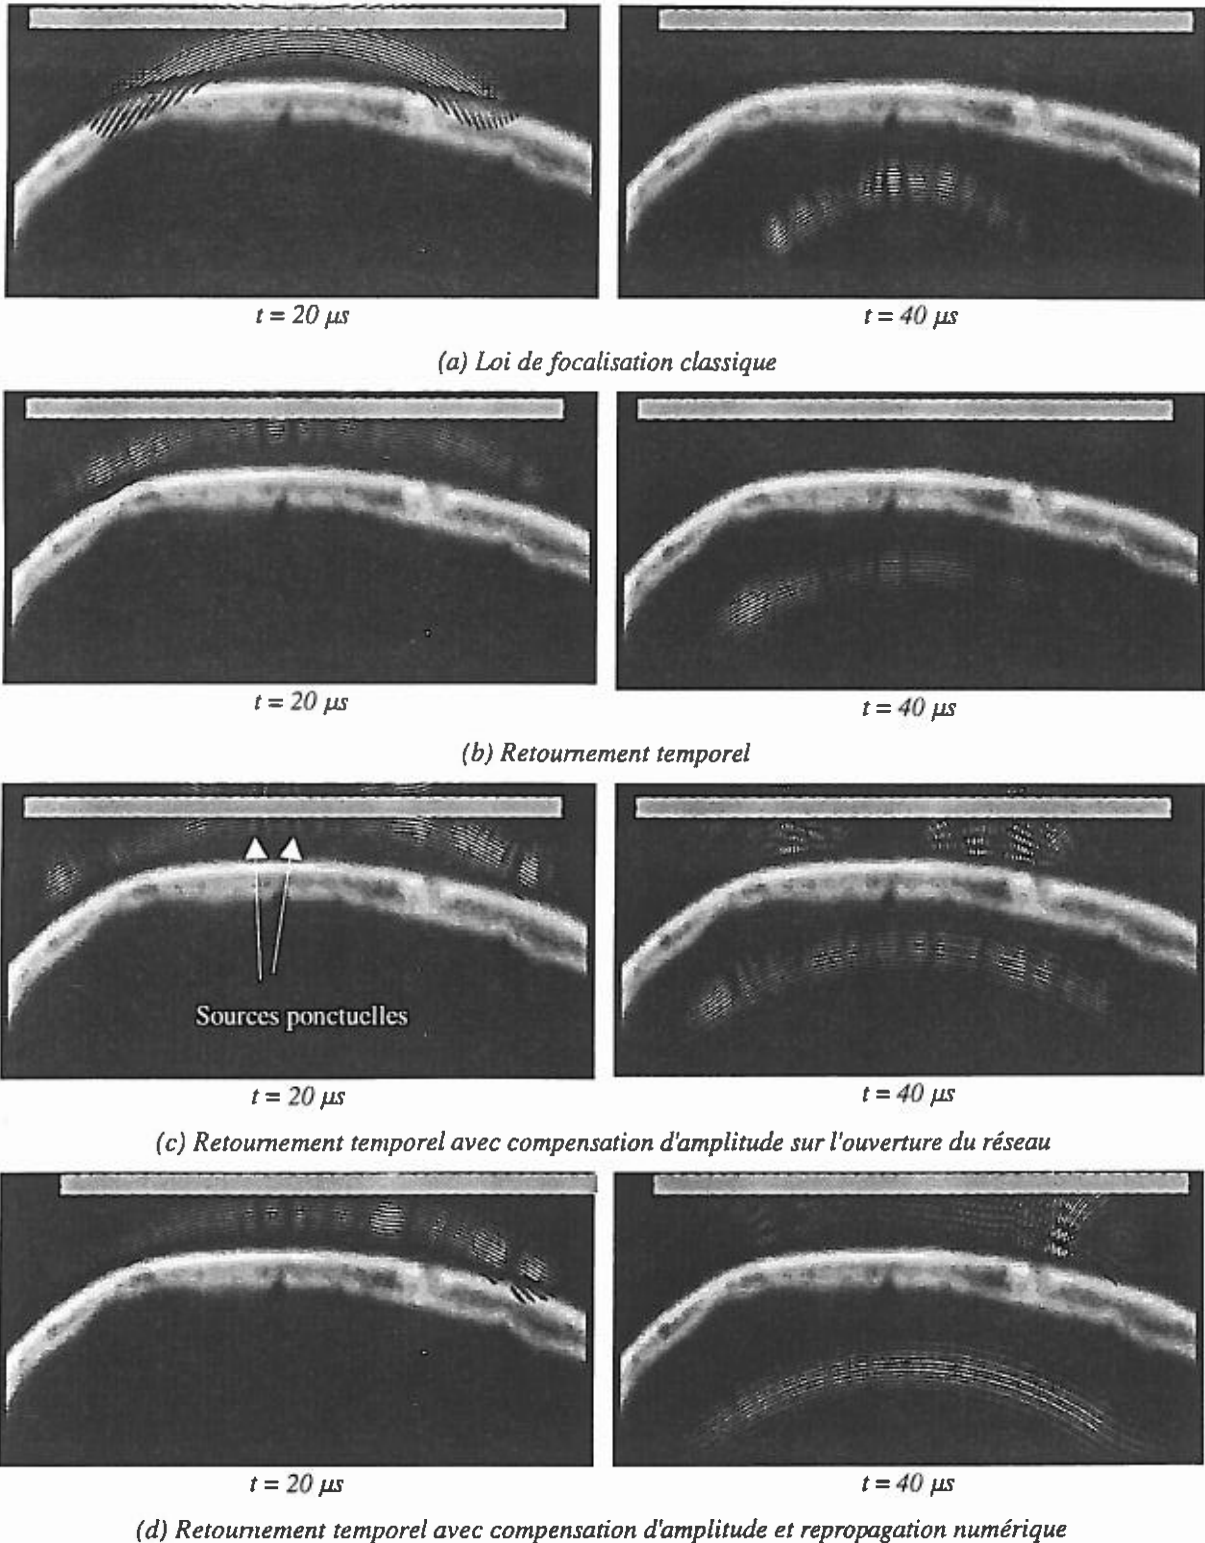 t = 20 µs
t = 40 µs
(a) Loi de focalisation classique
t = 20 µs
t = 40 µs
(b) Retournement temporel
Sources ponctuelles
t = 20 µs
t = 40 µs
(c) Retournement temporel avec compensation d'amplitude sur l'ouverture du réseau
t = 20 µs
t = 40 µs
(d) Retournement temporel avec compensation d'amplitude et repropagation numérique